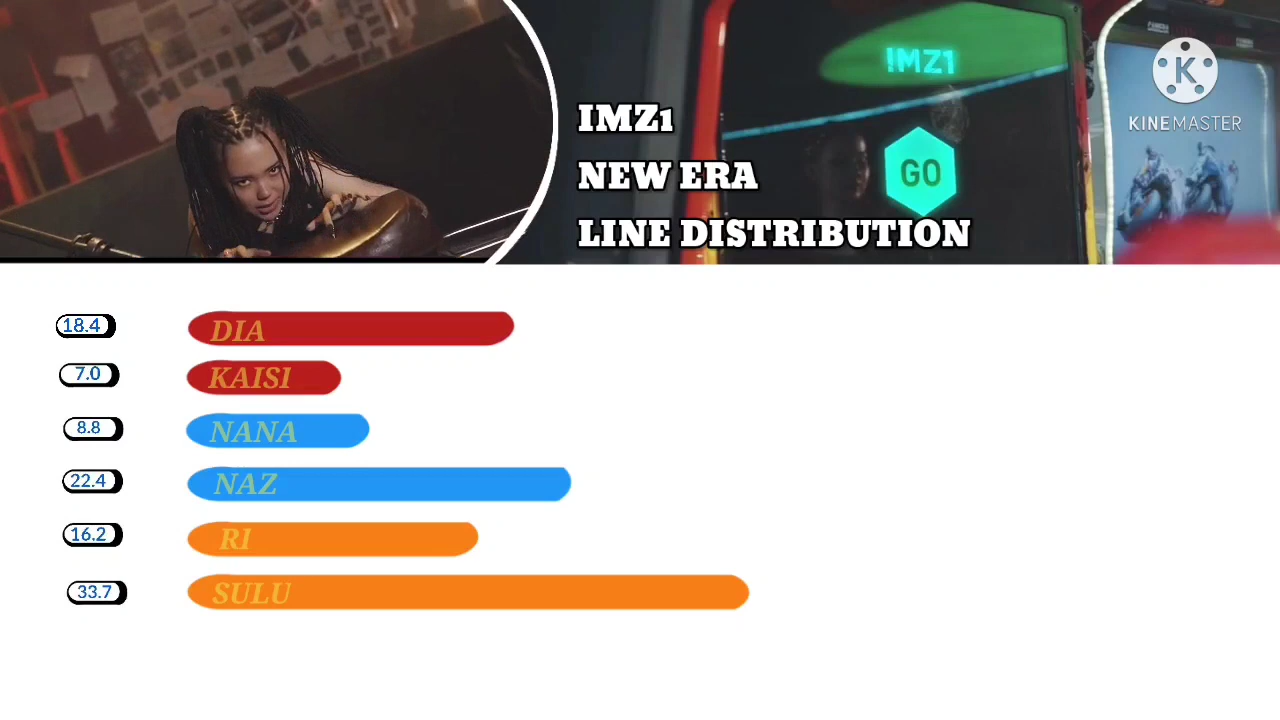 IMZ1
GO
KINEMASTER
IMZ1
NEW ERA
LINE DISTRIBUTION
18.4 DIA
7.0 KAISI
8.8 NANA
22.4 NAZ
16.2 RI
33.7 SULU